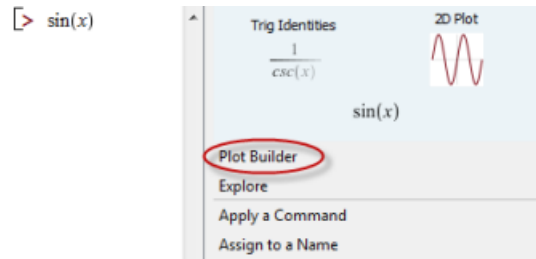 > sin(x)
Trig Identities
2D Plot
1
csc(x)
sin(x)
Plot Builder
Explore
Apply a Command
Assign to a Name